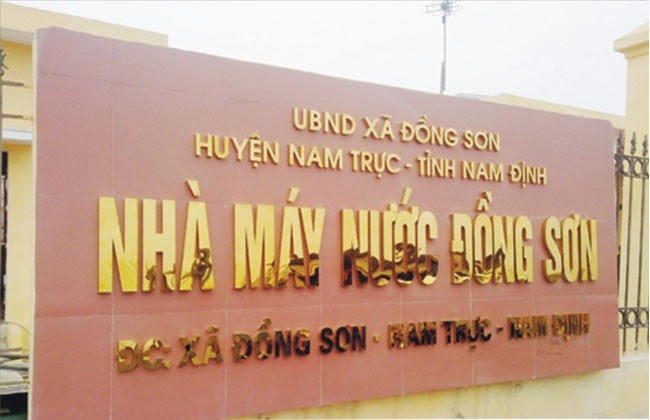 UBND XÃ ĐỒNG SƠN
HUYỆN NAM TRỰC - TỈNH NAM ĐỊNH
NHÀ MÁY NƯỚC ĐỒNG SƠN
ĐC: XÃ ĐỒNG SƠN - NAM TRỰC - NAM ĐỊNH